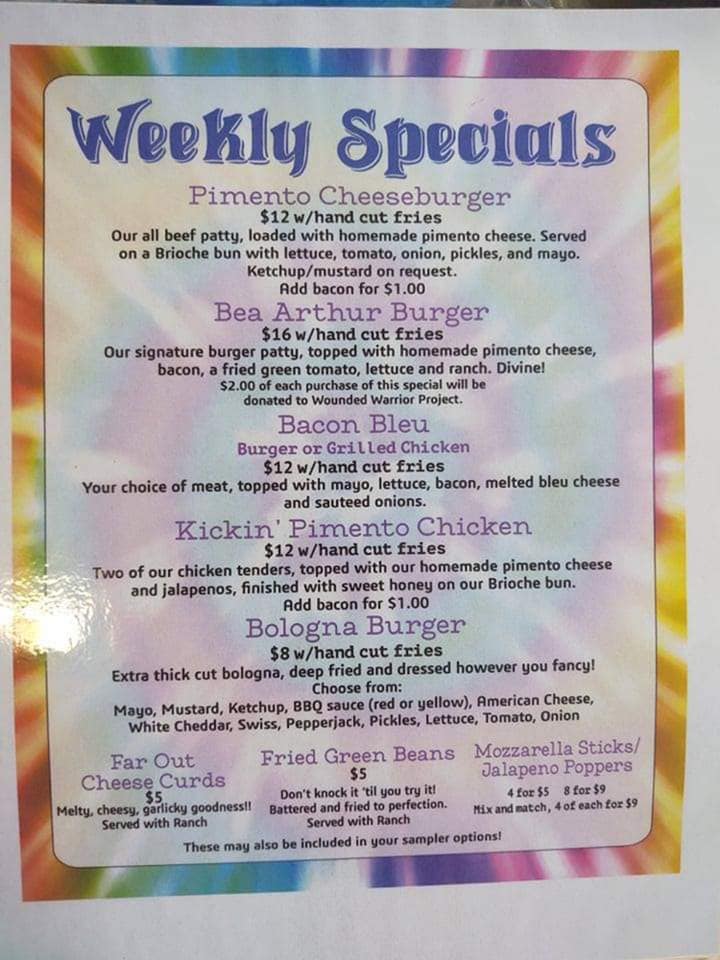 Weekly Specials
Pimento Cheeseburger
$12 w/hand cut fries
Our all beef patty, loaded with homemade pimento cheese. Served
on a Brioche bun with lettuce, tomato, onion, pickles, and mayo.
Ketchup/mustard on request.
Add bacon for $1.00
Bea Arthur Burger
$16 w/hand cut fries
Our signature burger patty, topped with homemade pimento cheese,
bacon, a fried green tomato, lettuce and ranch. Divine!
$2.00 of each purchase of this special will be
donated to Wounded Warrior Project.
Bacon Bleu
Burger or Grilled Chicken
$12 w/hand cut fries
Your choice of meat, topped with mayo, lettuce, bacon, melted bleu cheese
and sauteed onions.
Kickin' Pimento Chicken
$12 w/hand cut fries
Two of our chicken tenders, topped with our homemade pimento cheese
and jalapenos, finished with sweet honey on our Brioche bun.
Add bacon for $1.00
Bologna Burger
$8 w/hand cut fries
Extra thick cut bologna, deep fried and dressed however you fancy!
Choose from:
Mayo, Mustard, Ketchup, BBQ sauce (red or yellow), American Cheese,
White Cheddar, Swiss, Pepperjack, Pickles, Lettuce, Tomato, Onion
Far Out
Cheese Curds
$5
Melty, cheesy, garlicky goodness!!
Served with Ranch
Fried Green Beans
$5
Don't knock it 'til you try it!
Battered and fried to perfection.
Served with Ranch
Mozzarella Sticks/
Jalapeno Poppers
4 for $5 8 for $9
Mix and match, 4 of each for $9
These may also be included in your sampler options!